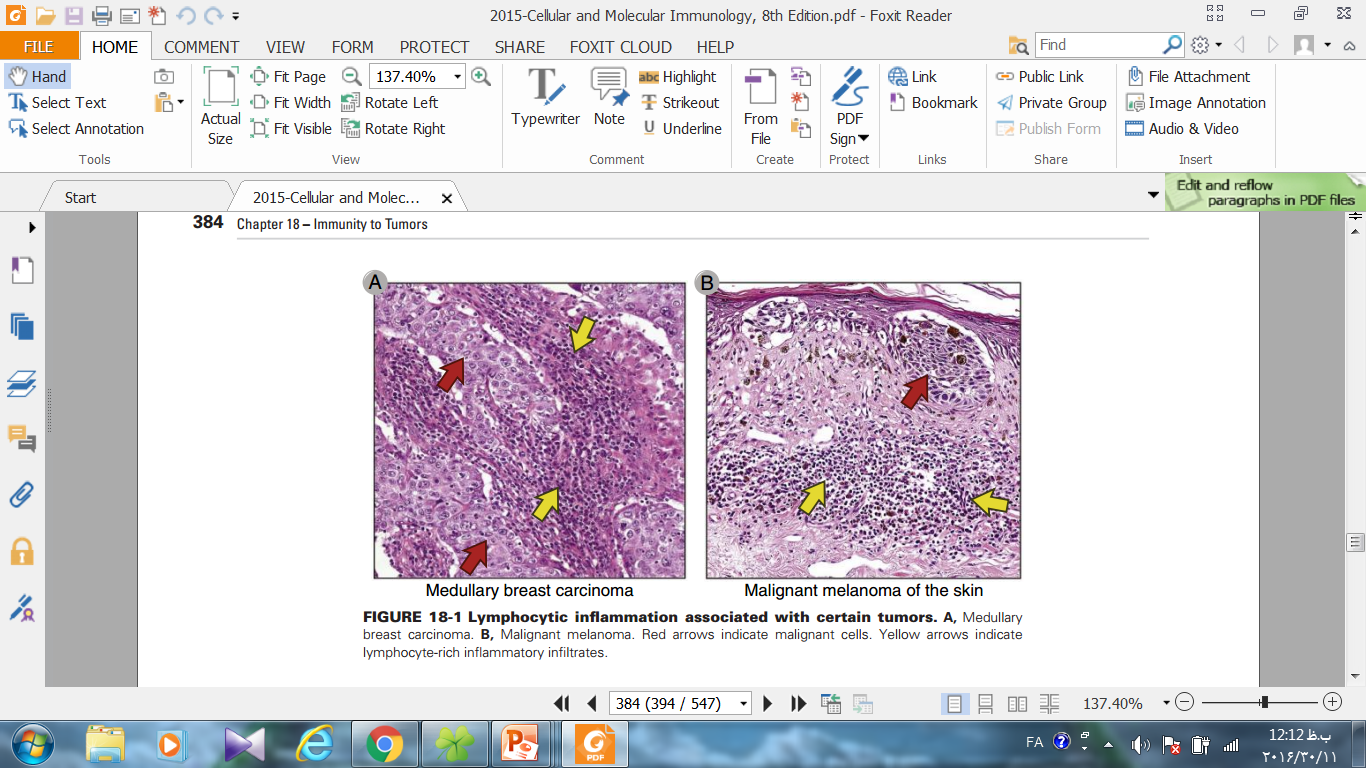 2015-Cellular and Molecular Immunology, 8th Edition.pdf - Foxit Reader
FILE HOME COMMENT VIEW FORM PROTECT SHARE FOXIT CLOUD HELP Find
Hand
Select Text
Select Annotation
Tools
Actual
Size
Fit Page
Fit Width
Fit Visible
137.40%
Rotate Left
Rotate Right
View
Typewriter
Note
abc Highlight
T Strikeout
U Underline
Comment
From
File
Create
PDF
Sign
Protect
Link
Bookmark
Links
Public Link
Private Group
Publish Form
Share
File Attachment
Image Annotation
Audio & Video
Insert
Start
2015-Cellular and Molec...
Edit and reflow
paragraphs in PDF files
384 Chapter 18 – Immunity to Tumors
A
B
Medullary breast carcinoma
Malignant melanoma of the skin
FIGURE 18-1 Lymphocytic inflammation associated with certain tumors. A, Medullary
breast carcinoma. B, Malignant melanoma. Red arrows indicate malignant cells. Yellow arrows indicate
lymphocyte-rich inflammatory infiltrates.
384 (394 / 547)
137.40%
PDF
FA
12:12 ب.ظ
۲۰۱۶/۳۰/۱۱